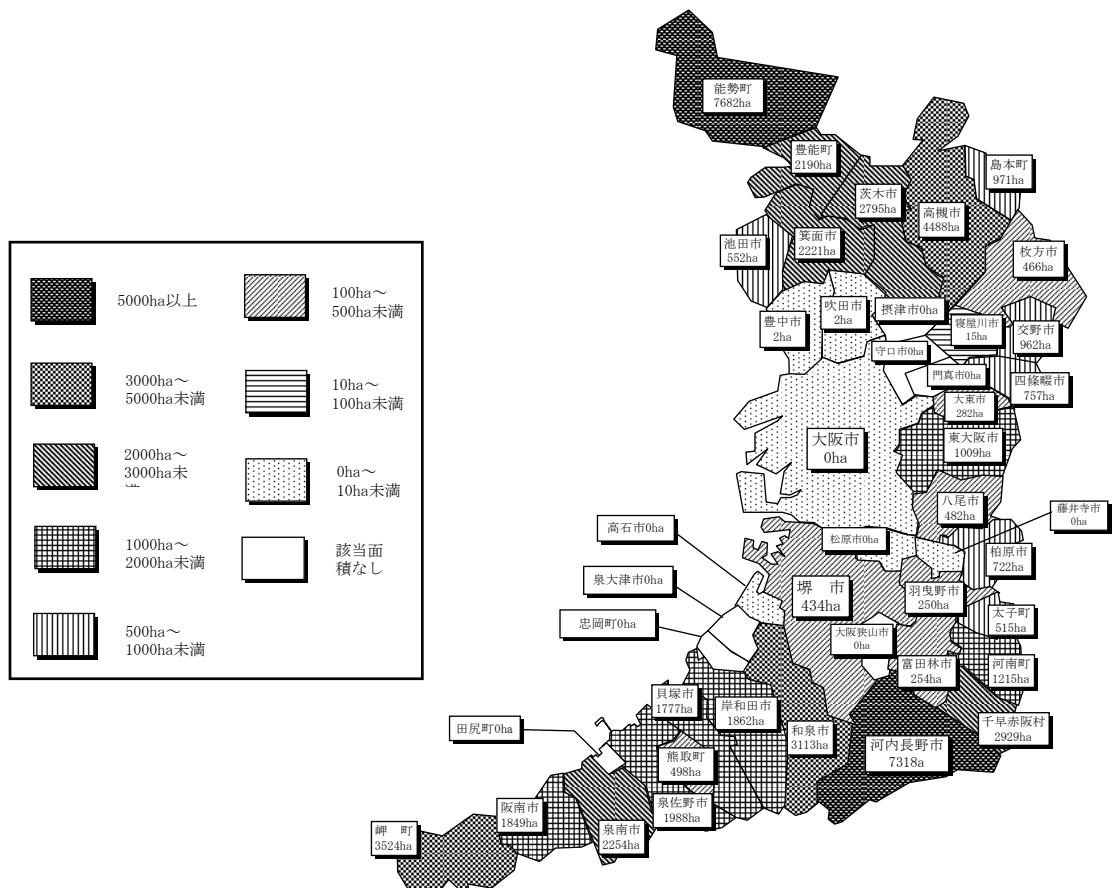 能勢町
7682ha
豊能町
2190ha
島本町
971ha
茨木市
2795ha
高槻市
4488ha
箕面市
2221ha
池田市
552ha
枚方市
466ha
吹田市
2ha
摂津市0ha
豊中市
2ha
寝屋川市
15ha
交野市
962ha
守口市0ha
門真市0ha
四條畷市
757ha
大東市
282ha
大阪市
0ha
東大阪市
1009ha
八尾市
482ha
藤井寺市
0ha
高石市0ha
松原市0ha
柏原市
722ha
泉大津市0ha
堺　市
434ha
羽曳野市
250ha
忠岡町0ha
太子町
515ha
大阪狭山市
0ha
富田林市
254ha
河南町
1215ha
貝塚市
1777ha
岸和田市
1862ha
田尻町0ha
和泉市
3113ha
千早赤阪村
2929ha
河内長野市
7318a
熊取町
498ha
阪南市
1849ha
泉佐野市
1988ha
岬　町
3524ha
泉南市
2254ha
5000ha以上
3000ha～
5000ha未満
2000ha～
3000ha未
1000ha～
2000ha未満
500ha～
1000ha未満
100ha～
500ha未満
10ha～
100ha未満
0ha～
10ha未満
該当面
積なし